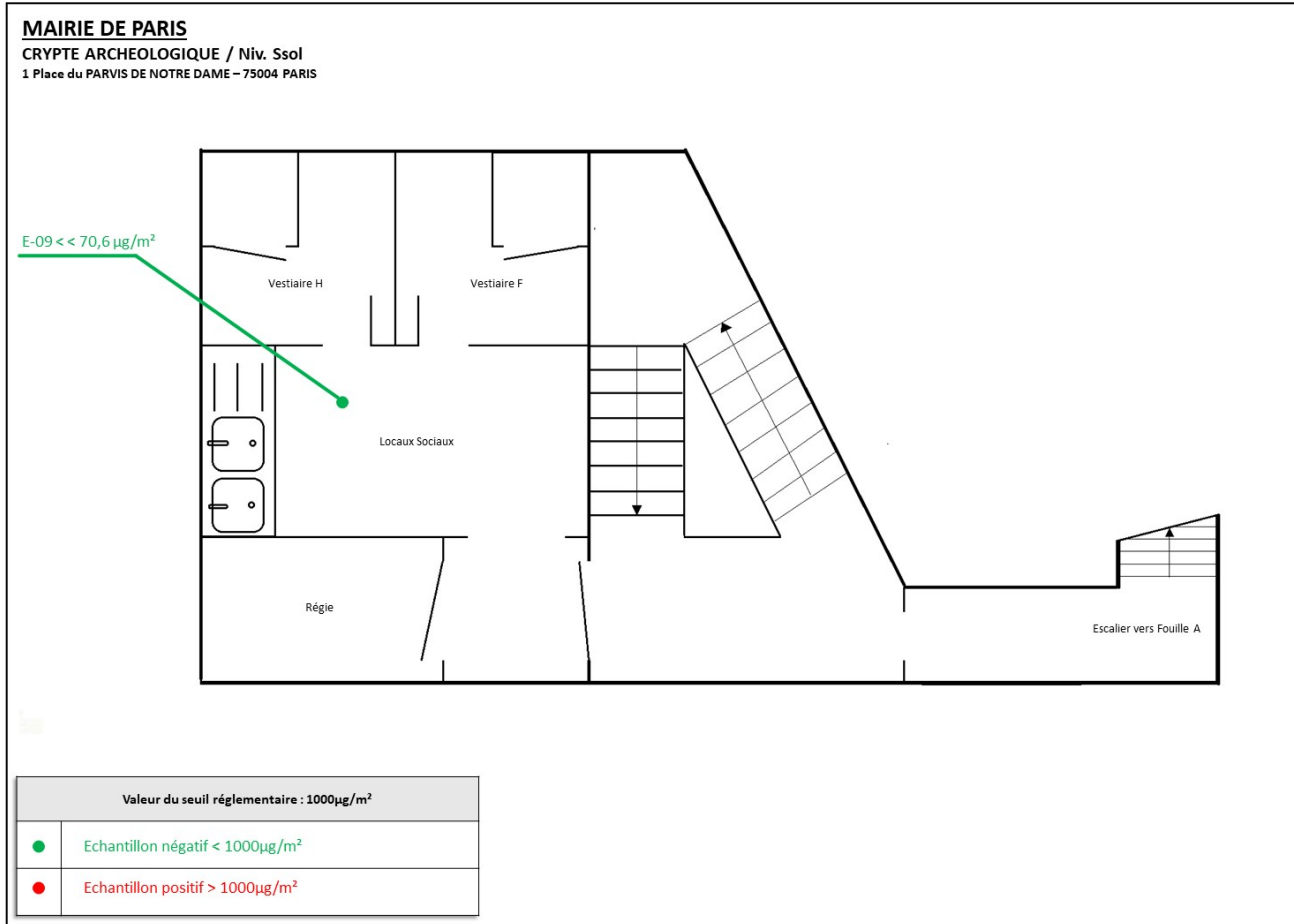 MAIRIE DE PARIS
CRYPTE ARCHEOLOGIQUE / Niv. Ssol
1 Place du PARVIS DE NOTRE DAME – 75004 PARIS
E-09 < < 70,6 µg/m²
Vestiaire H
Vestiaire F
Locaux Sociaux
Régie
Escalier vers Fouille A
Valeur du seuil réglementaire : 1000µg/m²
Echantillon négatif < 1000µg/m²
Echantillon positif > 1000µg/m²